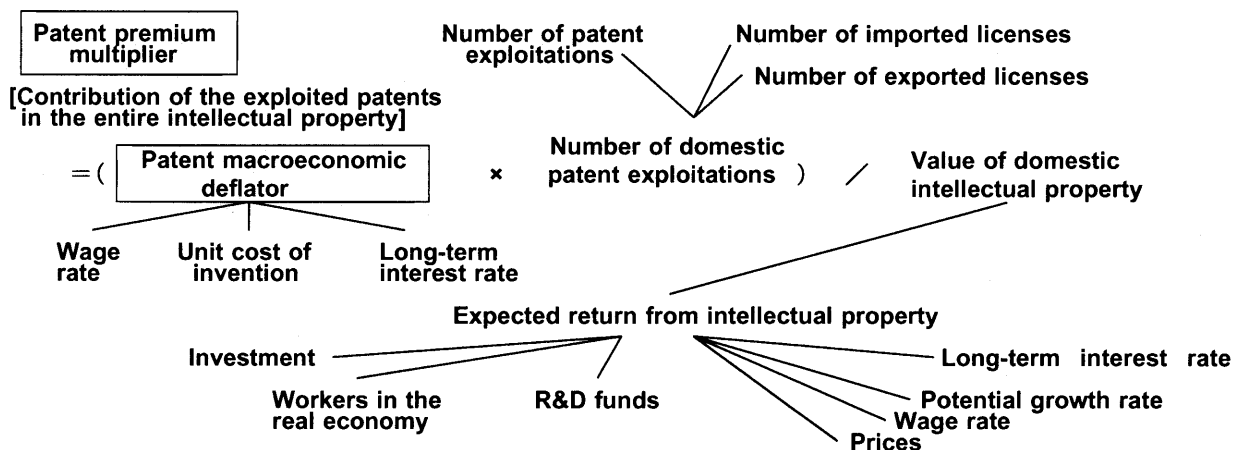 Patent premium
multiplier
[Contribution of the exploited patents
in the entire intellectual property]
Number of patent
exploitations
Number of imported licenses
Number of exported licenses
=(
Patent macroeconomic
deflator
×
Number of domestic
patent exploitations
)
/
Value of domestic
intellectual property
Wage
rate
Unit cost of
invention
Long-term
interest rate
Expected return from intellectual property
Investment
Workers in the
real economy
R&D funds
Long-term interest rate
Potential growth rate
Wage rate
Prices